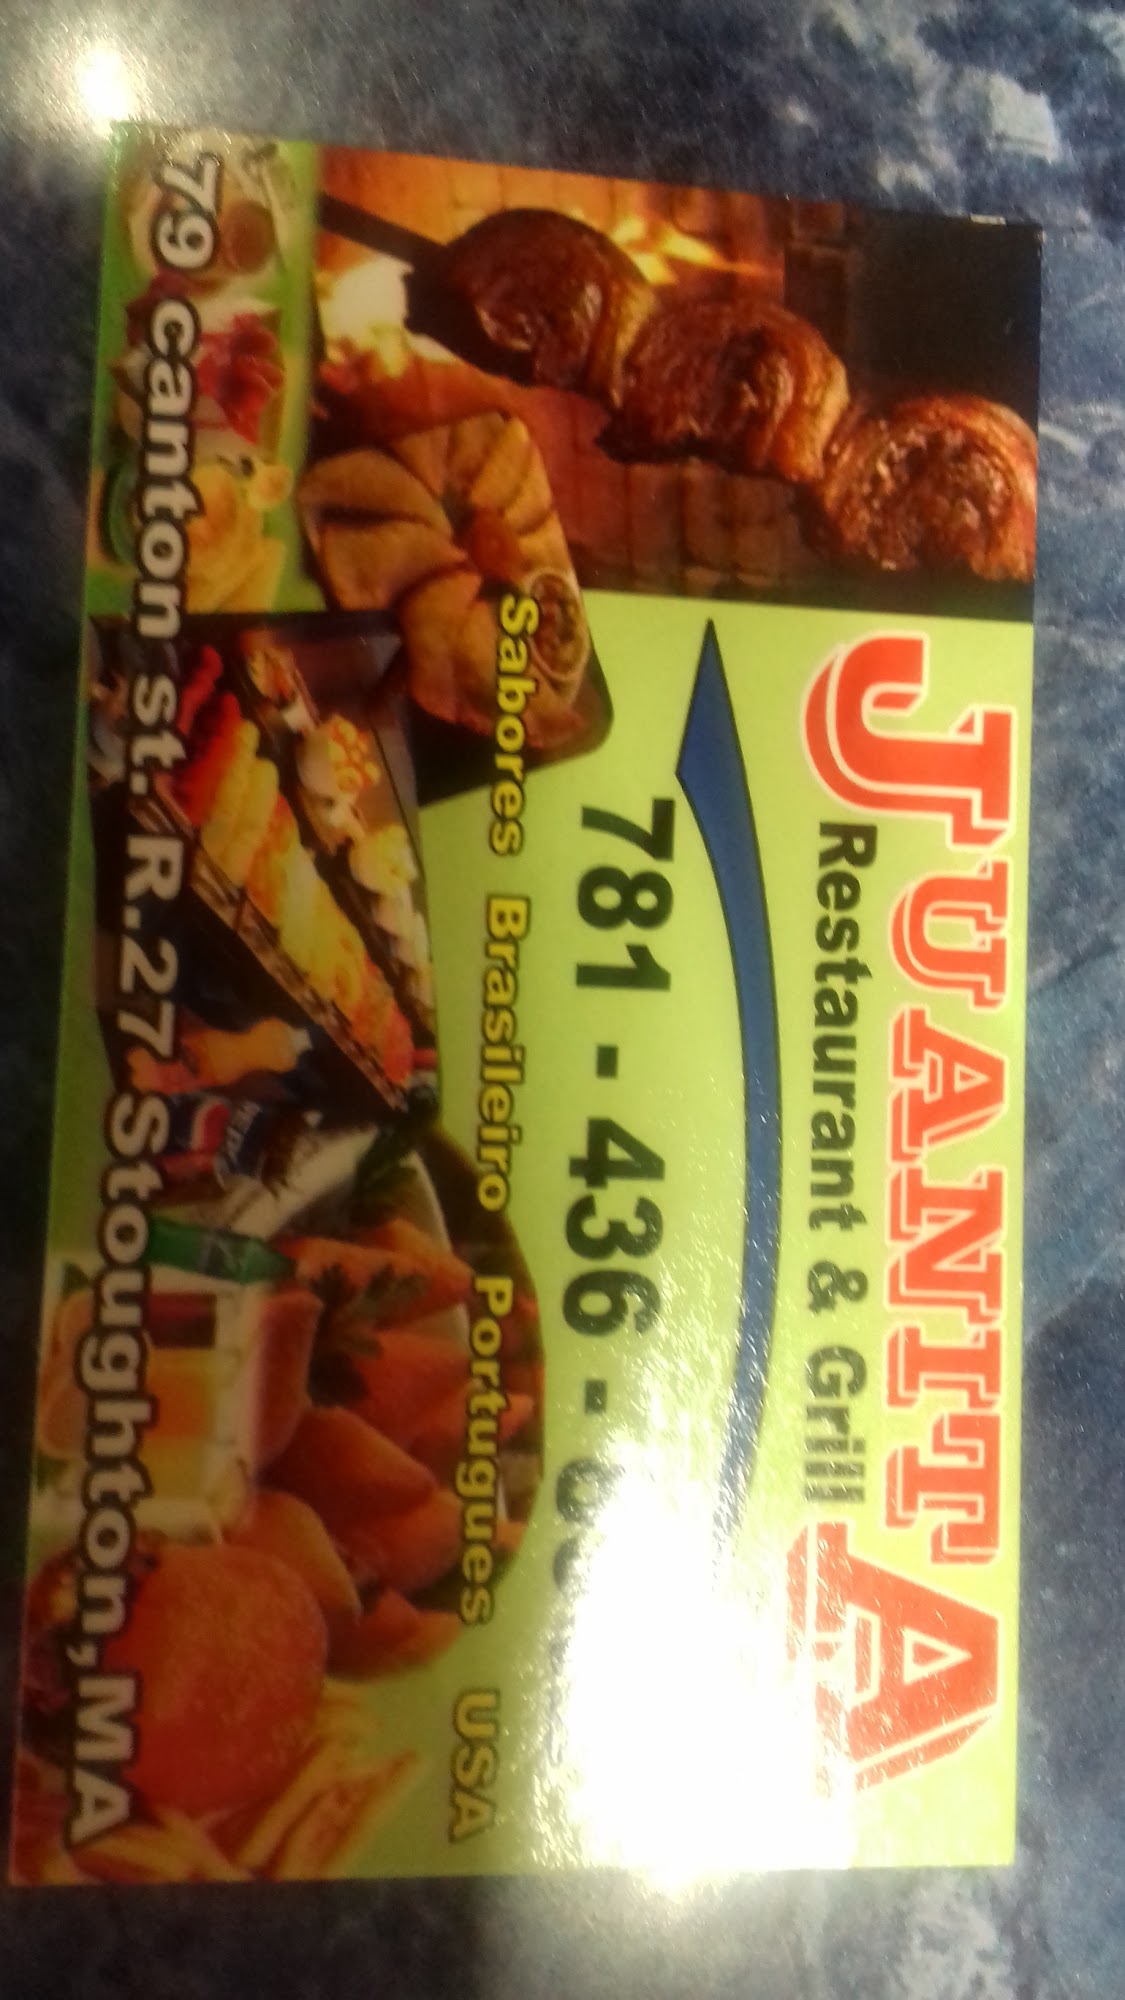 JUANITA
Restaurant & Grill
781 - 436 -
Sabores Brasileiro Portugues USA
79 canton st. R.27 Stoughton, MA